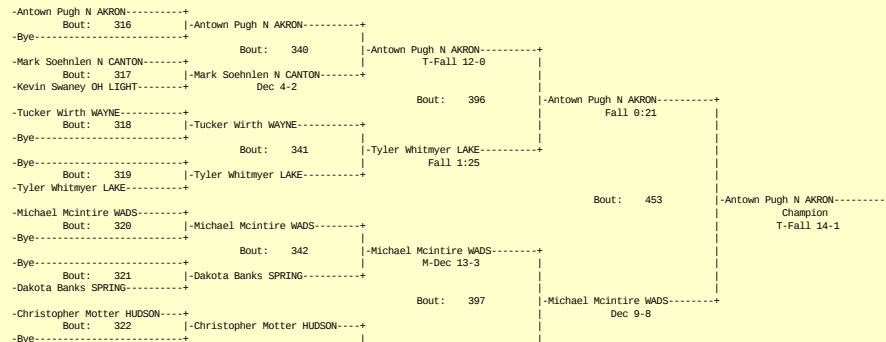 -Antown Pugh N AKRON----------+
Bout: 316 |-Antown Pugh N AKRON----------+
-Bye--------------------------+ |
Bout: 340 |-Antown Pugh N AKRON----------+
-Mark Soehnlen N CANTON-------+ | T-Fall 12-0 |
Bout: 317 |-Mark Soehnlen N CANTON-------+ |
-Kevin Swaney OH LIGHT--------+ Dec 4-2 |
Bout: 396 |-Antown Pugh N AKRON----------+
-Tucker Wirth WAYNE-----------+ | Fall 0:21 |
Bout: 318 |-Tucker Wirth WAYNE-----------+ | |
-Bye--------------------------+ | | |
Bout: 341 |-Tyler Whitmyer LAKE----------+ |
-Bye--------------------------+ | Fall 1:25 |
Bout: 319 |-Tyler Whitmyer LAKE----------+ |
-Tyler Whitmyer LAKE----------+ |
Bout: 453 |-Antown Pugh N AKRON---------
-Michael Mcintire WADS--------+ | Champion
Bout: 320 |-Michael Mcintire WADS--------+ | T-Fall 14-1
-Bye--------------------------+ | |
Bout: 342 |-Michael Mcintire WADS--------+ |
-Bye--------------------------+ | M-Dec 13-3 | |
Bout: 321 |-Dakota Banks SPRING----------+ | |
-Dakota Banks SPRING----------+ | |
Bout: 397 |-Michael Mcintire WADS--------+
-Christopher Motter HUDSON----+ | Dec 9-8
Bout: 322 |-Christopher Motter HUDSON----+ |
-Bye--------------------------+ | |